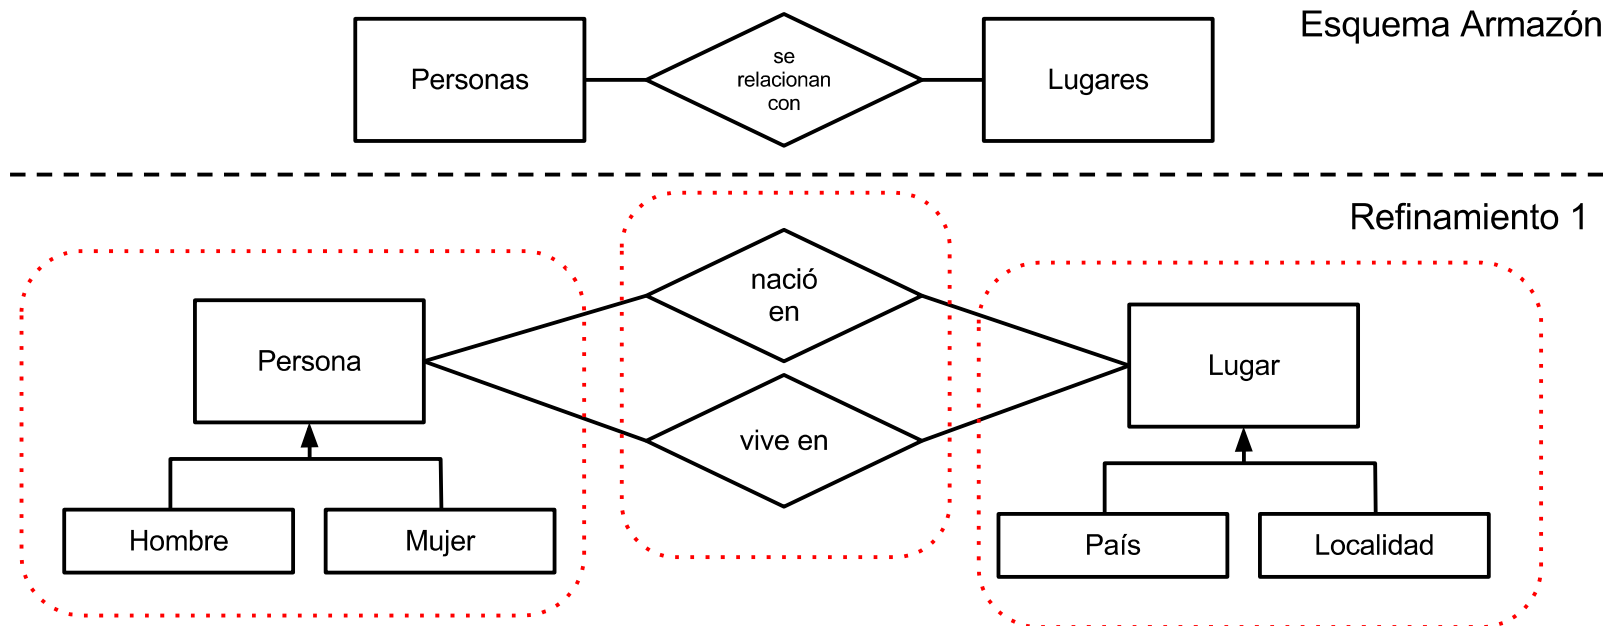 Esquema Armazón
Personas
se
relacionan
con
Lugares
Refinamiento 1
nació
en
Persona
Lugar
vive en
Hombre
Mujer
País
Localidad